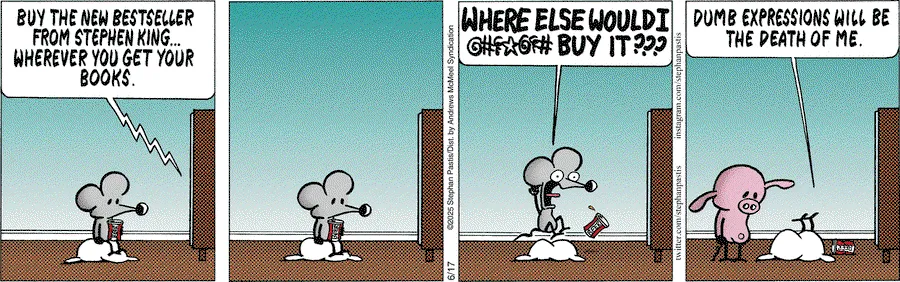 BUY THE NEW BESTSELLER
FROM STEPHEN KING...
WHEREVER YOU GET YOUR
BOOKS.
©2025 Stephan Pastis/Dist. by Andrews McMeel Syndication
6/17
WHERE ELSE WOULD I
@#☆@# BUY IT???
twitter.com/stephanpastis
instagram.com/stephanpastis
DUMB EXPRESSIONS WILL BE
THE DEATH OF ME.